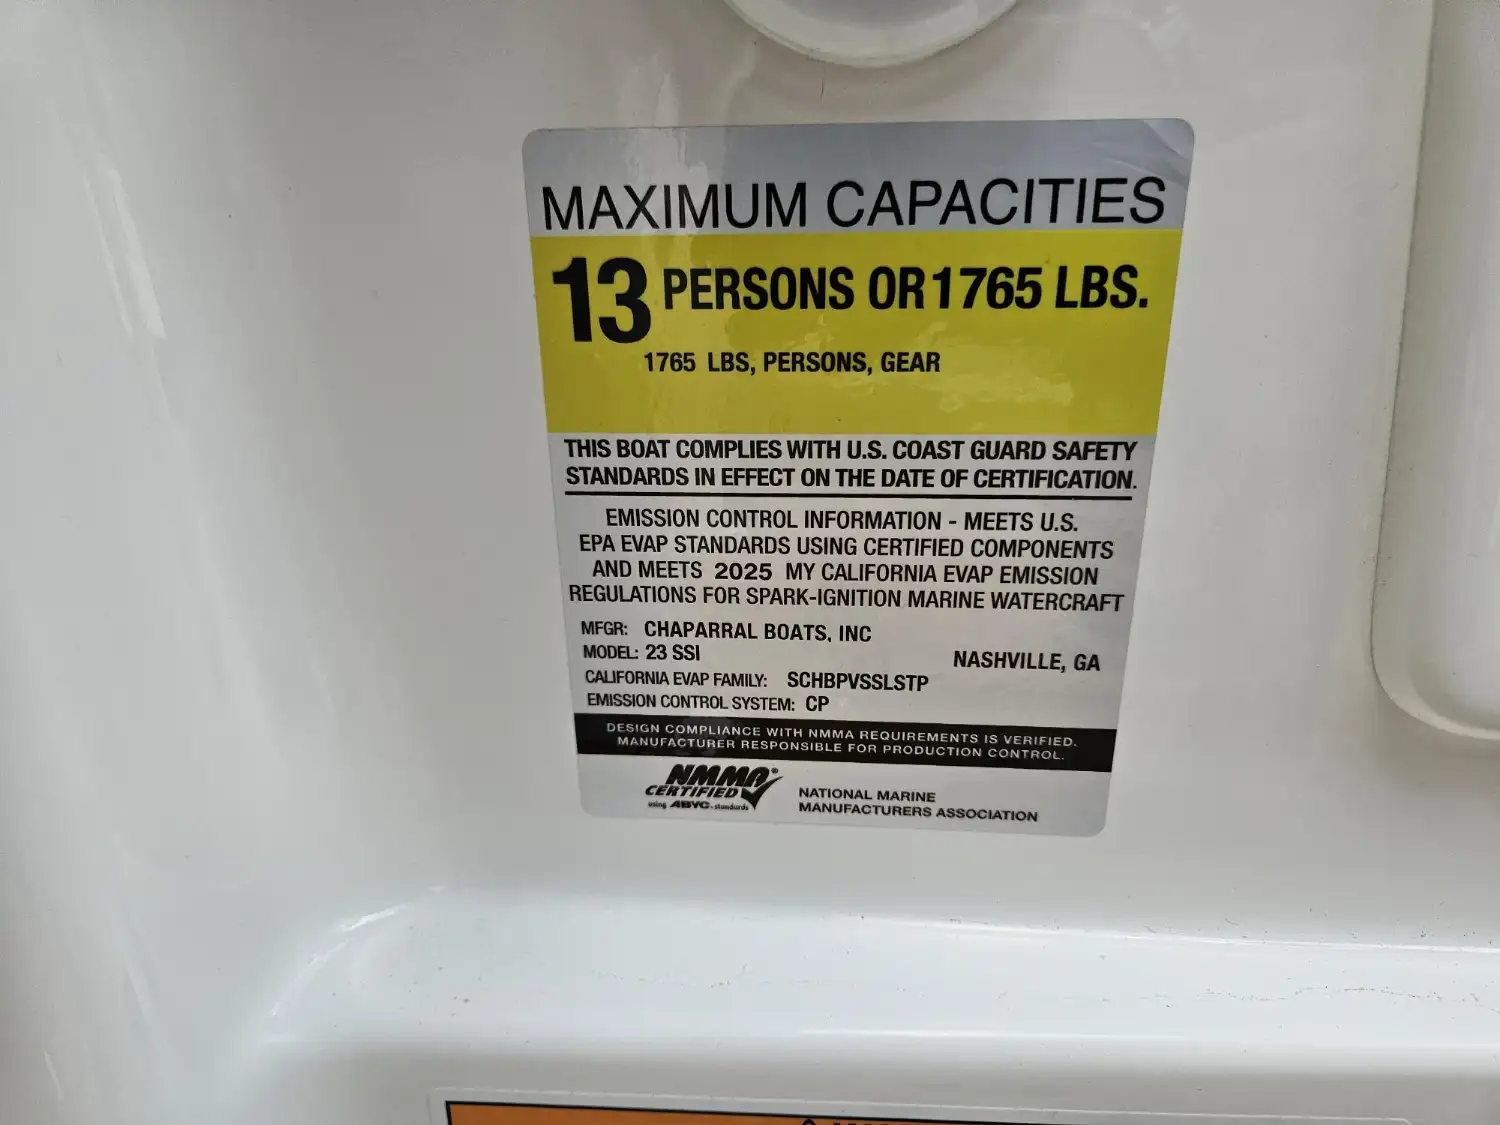 MAXIMUM CAPACITIES
13 PERSONS OR 1765 LBS.
1765 LBS, PERSONS, GEAR
THIS BOAT COMPLIES WITH U.S. COAST GUARD SAFETY
STANDARDS IN EFFECT ON THE DATE OF CERTIFICATION.
EMISSION CONTROL INFORMATION - MEETS U.S.
EPA EVAP STANDARDS USING CERTIFIED COMPONENTS
AND MEETS 2025 MY CALIFORNIA EVAP EMISSION
REGULATIONS FOR SPARK-IGNITION MARINE WATERCRAFT
MFGR: CHAPARRAL BOATS, INC
MODEL: 23 SSI
NASHVILLE, GA
CALIFORNIA EVAP FAMILY: SCHBPVSSLSTP
EMISSION CONTROL SYSTEM: CP
DESIGN COMPLIANCE WITH NMMA REQUIREMENTS IS VERIFIED.
MANUFACTURER RESPONSIBLE FOR PRODUCTION CONTROL.
NMMA®
CERTIFIED
using ABYC standards
NATIONAL MARINE
MANUFACTURERS ASSOCIATION